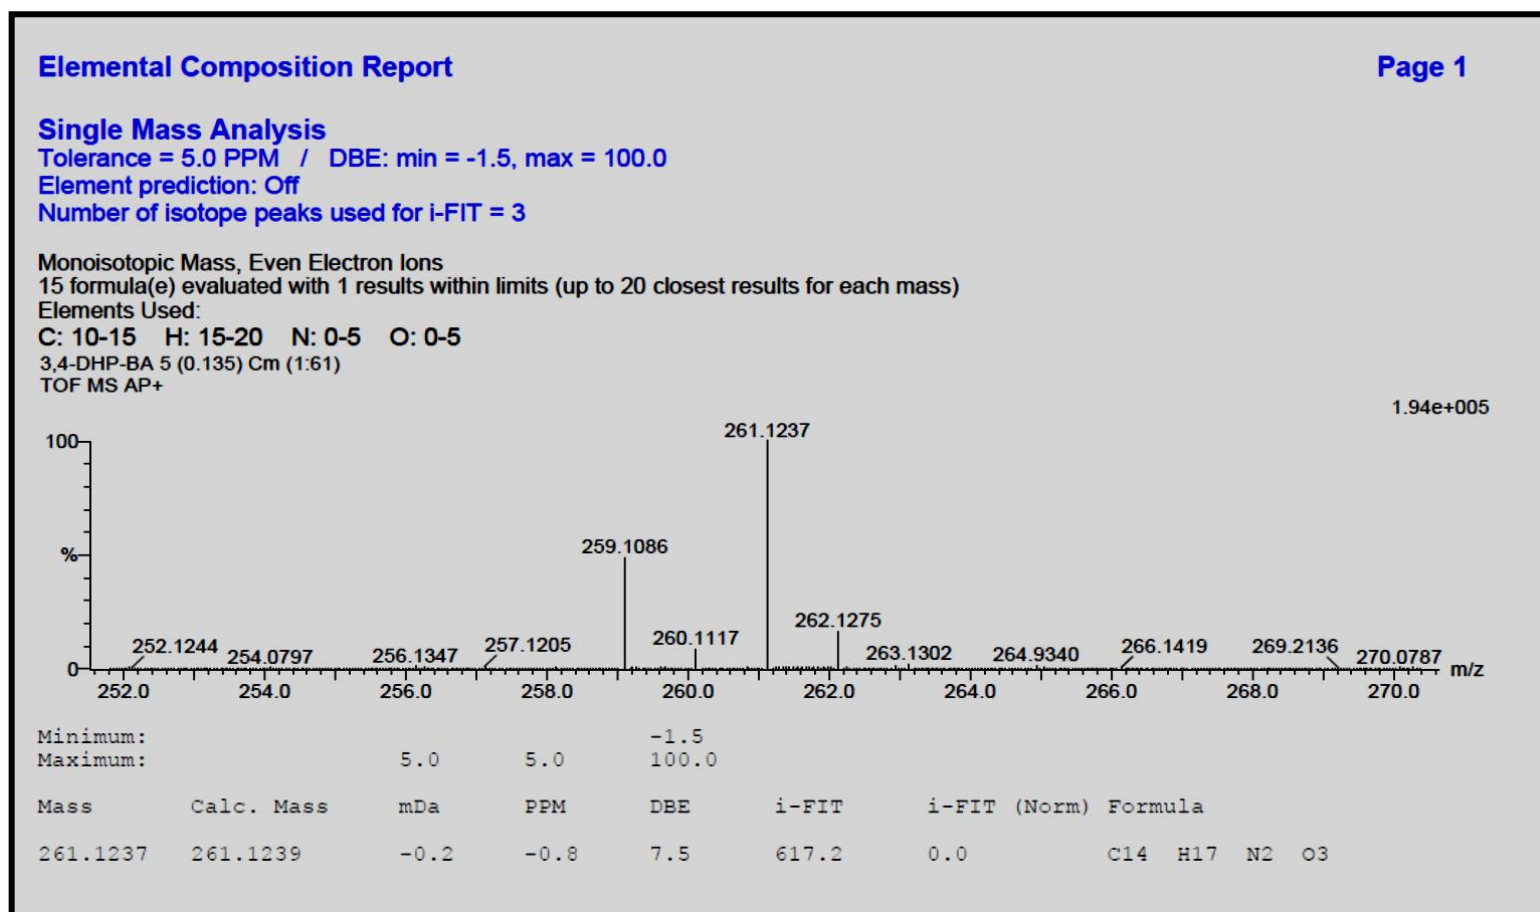 Elemental Composition Report Page 1
Single Mass Analysis
Tolerance = 5.0 PPM / DBE: min = -1.5, max = 100.0
Element prediction: Off
Number of isotope peaks used for i-FIT = 3
Monoisotopic Mass, Even Electron Ions
15 formula(e) evaluated with 1 results within limits (up to 20 closest results for each mass)
Elements Used:
C: 10-15 H: 15-20 N: 0-5 O: 0-5
3,4-DHP-BA 5 (0.135) Cm (1:61)
TOF MS AP+
1.94e+005
100
261.1237
%
259.1086
262.1275
252.1244 254.0797 256.1347 257.1205 260.1117 263.1302 264.9340 266.1419 269.2136 270.0787
0
m/z
252.0 254.0 256.0 258.0 260.0 262.0 264.0 266.0 268.0 270.0
Minimum: -1.5
Maximum: 5.0 5.0 100.0
Mass Calc. Mass mDa PPM DBE i-FIT i-FIT (Norm) Formula
261.1237 261.1239 -0.2 -0.8 7.5 617.2 0.0 C14 H17 N2 O3